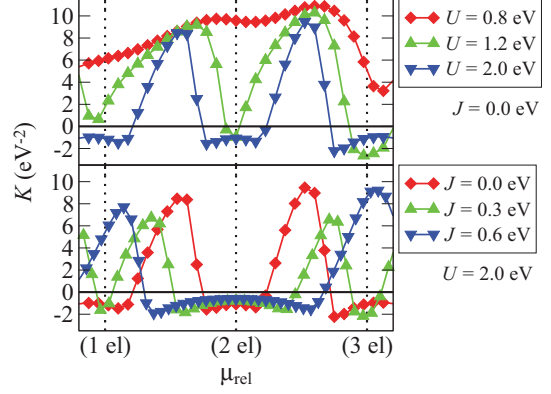 10
8
6
4
2
0
-2
U = 0.8 eV
U = 1.2 eV
U = 2.0 eV
J = 0.0 eV
K (eV-2)
10
8
6
4
2
0
-2
J = 0.0 eV
J = 0.3 eV
J = 0.6 eV
U = 2.0 eV
(1 el) (2 el) (3 el)
μrel